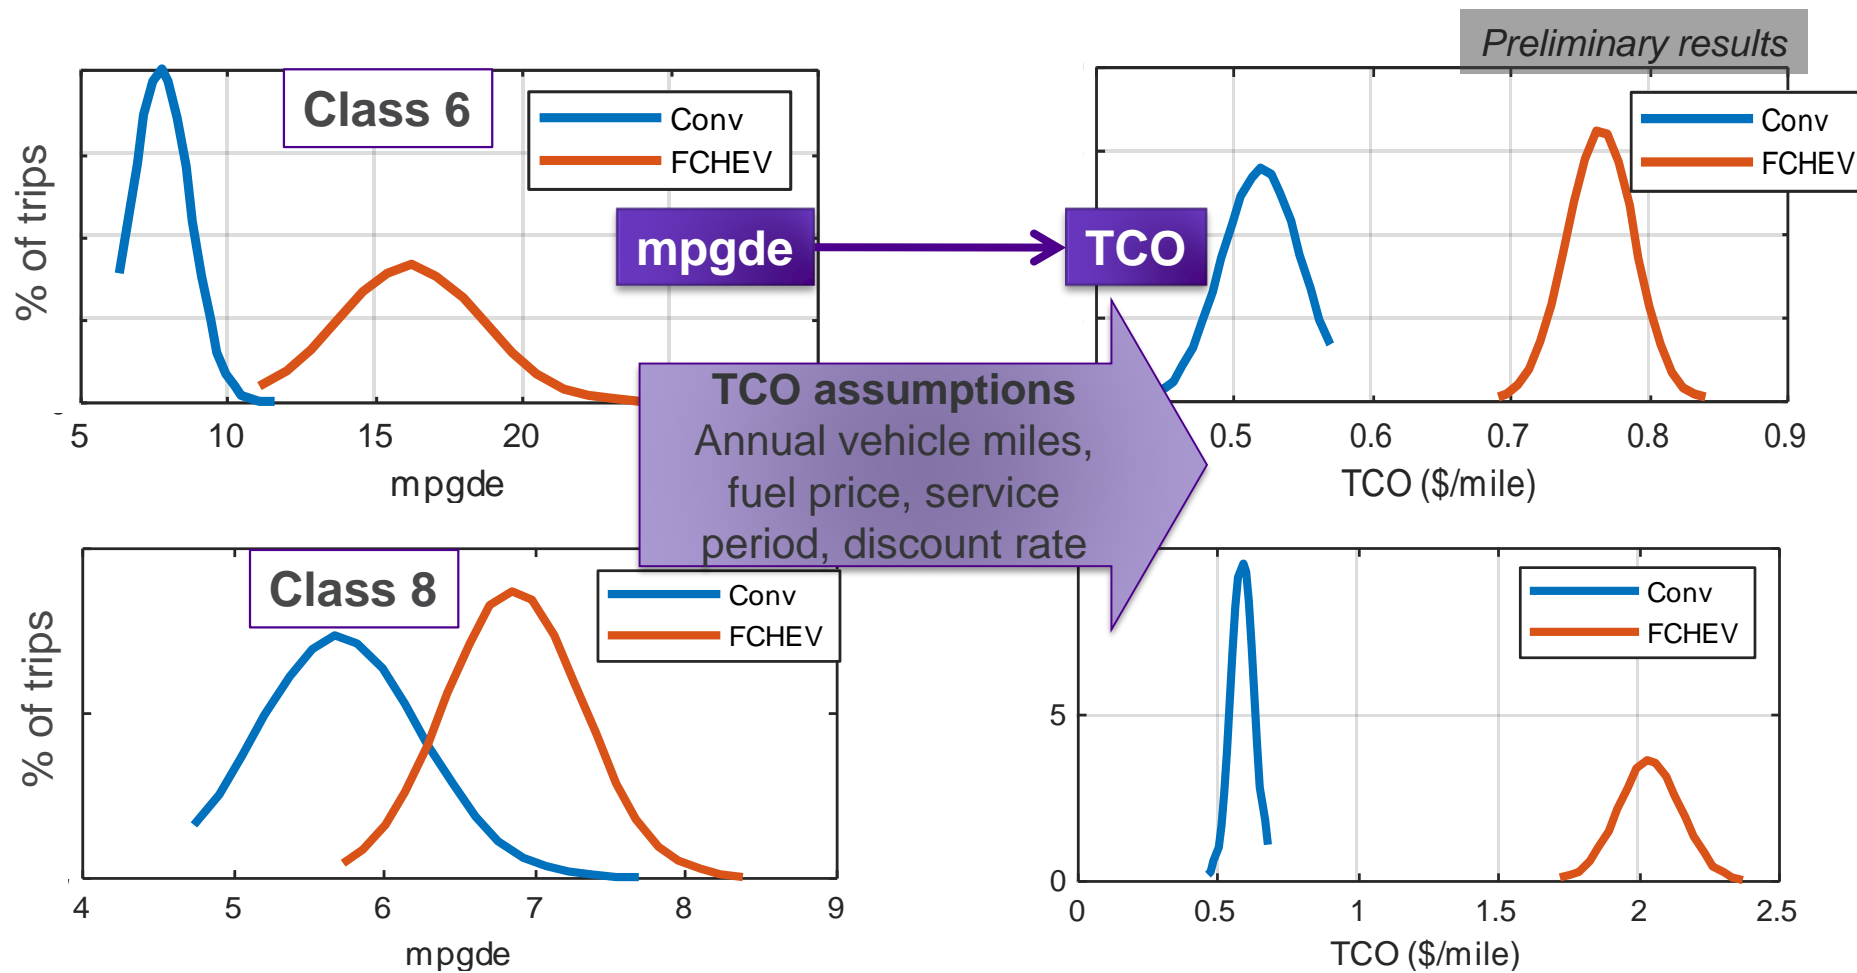 Preliminary results
Class 6
Conv
FCHEV
% of trips
5
10
15
20
mpgde
mpgde
TCO
Conv
FCHEV
0.5
0.6
0.7
0.8
0.9
TCO ($/mile)
TCO assumptions
Annual vehicle miles,
fuel price, service
period, discount rate
Class 8
Conv
FCHEV
% of trips
4
5
6
7
8
9
mpgde
Conv
FCHEV
5
0
0
0.5
1
1.5
2
2.5
TCO ($/mile)